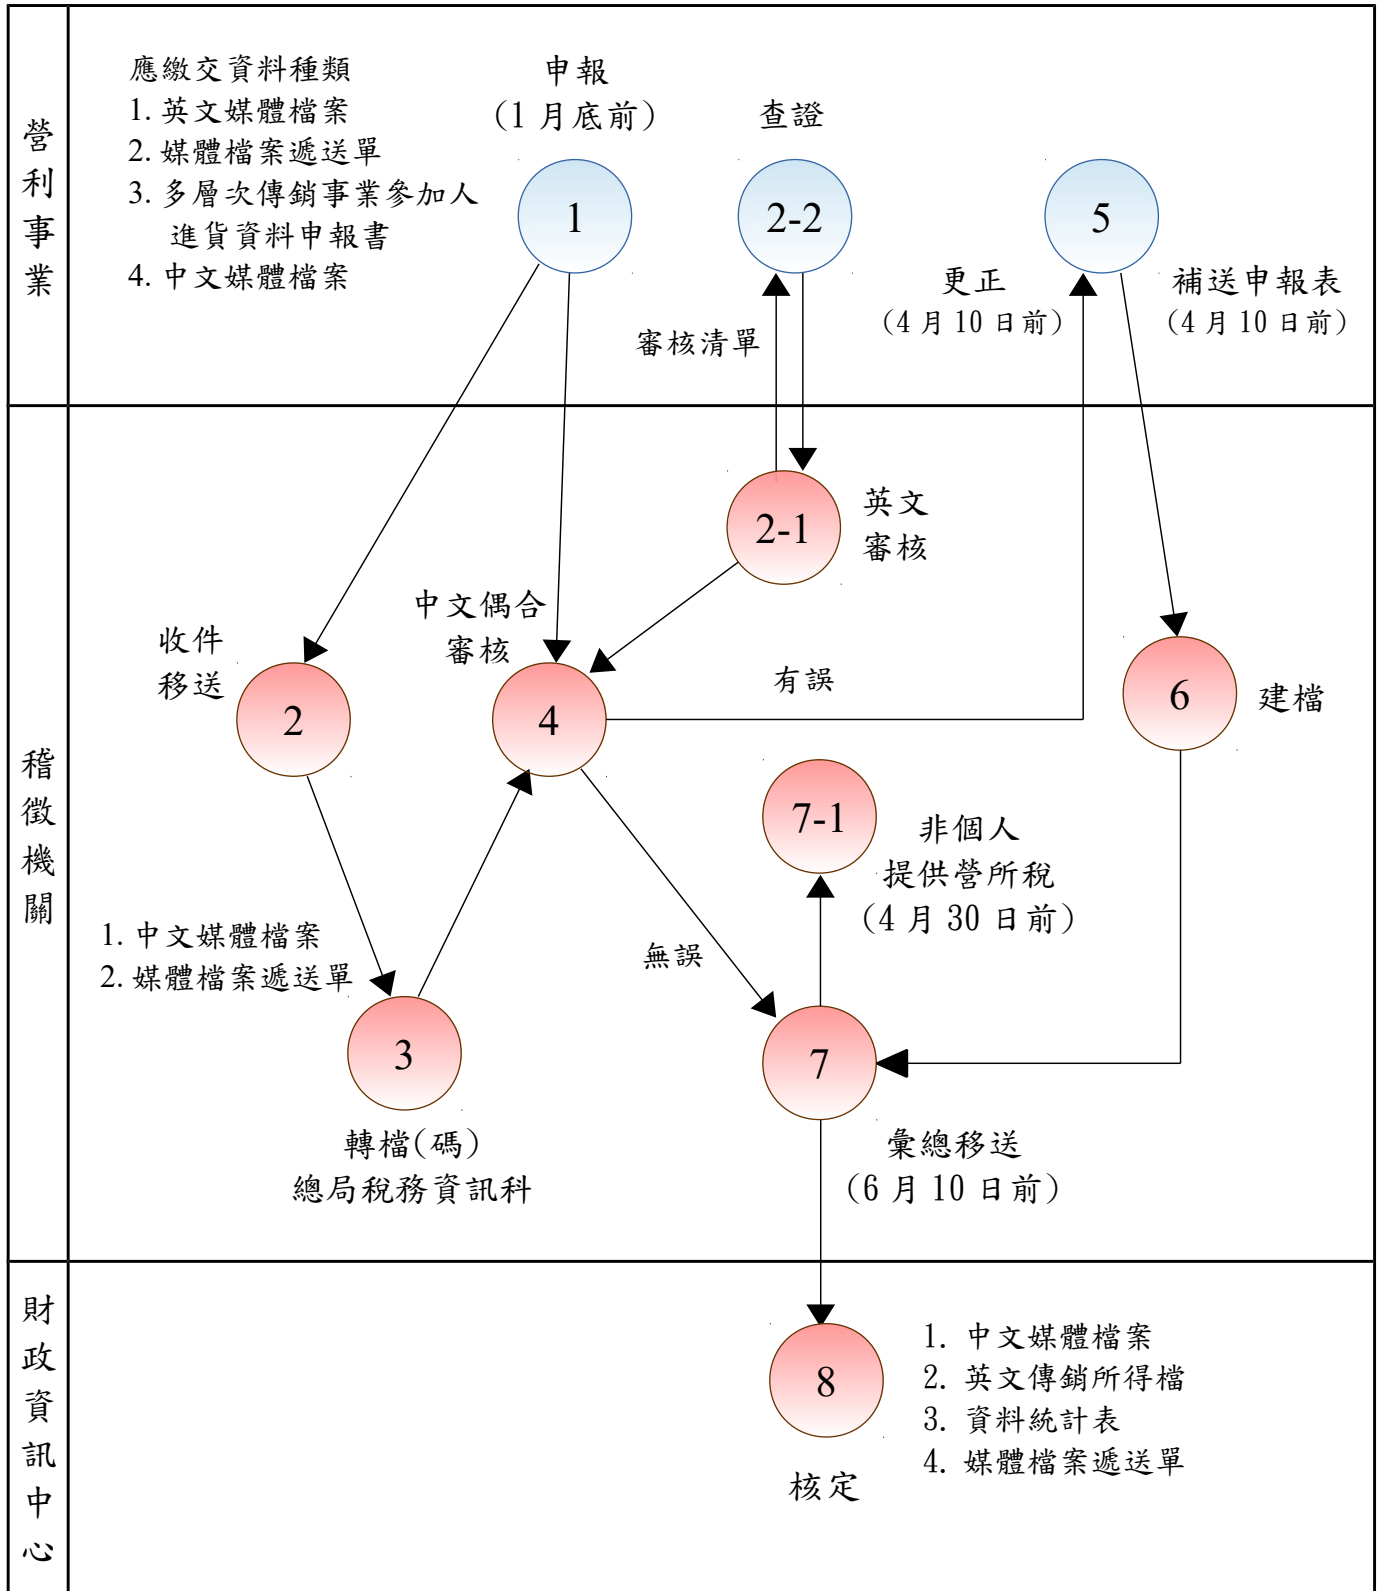 營利事業
應繳交資料種類
1. 英文媒體檔案
2. 媒體檔案遞送單
3. 多層次傳銷事業參加人
進貨資料申報書
4. 中文媒體檔案
申報
(1 月底前)
1
查證
2-2
審核清單
更正
(4 月 10 日前)
5
補送申報表
(4 月 10 日前)
稽徵機關
2-1
英文
審核
收件
移送
2
中文偶合
審核
4
有誤
6
建檔
7-1
非個人
提供營所稅
(4 月 30 日前)
1. 中文媒體檔案
2. 媒體檔案遞送單
無誤
3
轉檔(碼)
總局稅務資訊科
7
彙總移送
(6 月 10 日前)
財政資訊中心
8
核定
1. 中文媒體檔案
2. 英文傳銷所得檔
3. 資料統計表
4. 媒體檔案遞送單